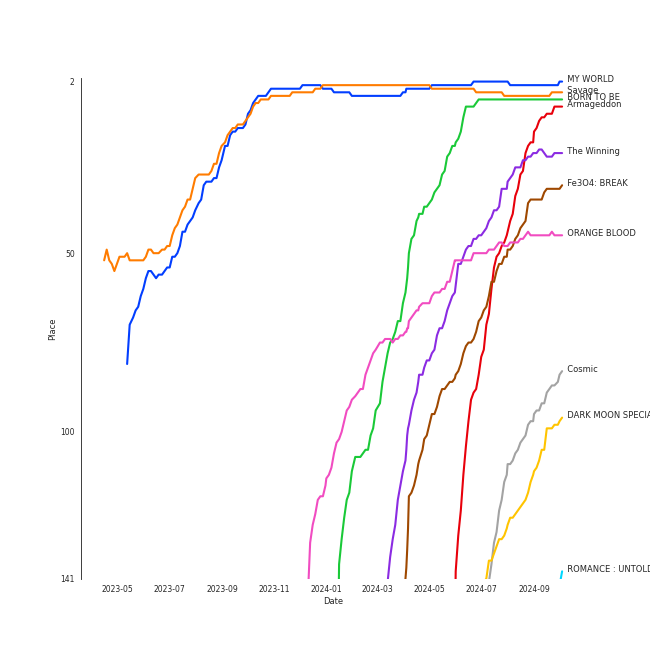 2
50
100
141
Place
MY WORLD
Savage
BORN TO BE
Armageddon
The Winning
Fe3O4: BREAK
ORANGE BLOOD
Cosmic
DARK MOON SPECIA
ROMANCE : UNTOLD
2023-05 2023-07 2023-09 2023-11 2024-01 2024-03 2024-05 2024-07 2024-09
Date